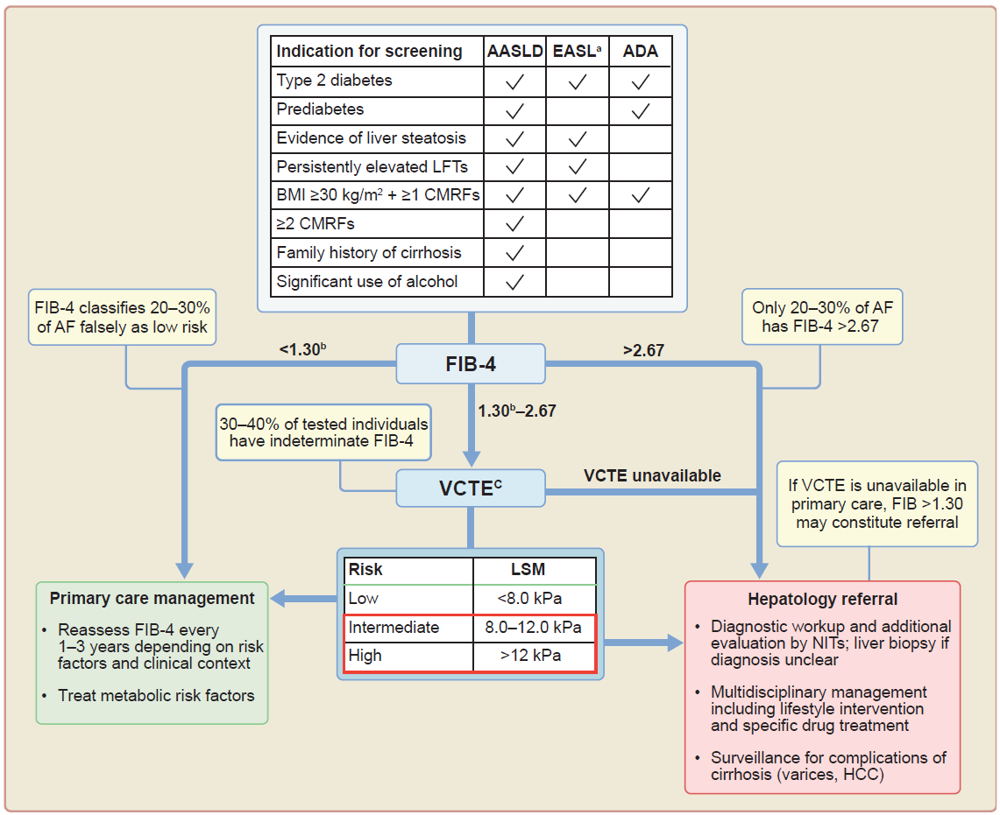 Indication for screening AASLD EASLᵃ ADA
Type 2 diabetes ✓ ✓ ✓
Prediabetes ✓ ✓
Evidence of liver steatosis ✓ ✓
Persistently elevated LFTs ✓ ✓
BMI ≥30 kg/m² + ≥1 CMRFs ✓ ✓ ✓
≥2 CMRFs ✓
Family history of cirrhosis ✓
Significant use of alcohol ✓
FIB-4 classifies 20–30%
of AF falsely as low risk
Only 20–30% of AF
has FIB-4 >2.67
<1.30ᵇ
FIB-4
>2.67
1.30ᵇ–2.67
30–40% of tested individuals
have indeterminate FIB-4
VCTEᶜ
VCTE unavailable
If VCTE is unavailable in
primary care, FIB >1.30
may constitute referral
Risk LSM
Low <8.0 kPa
Intermediate 8.0–12.0 kPa
High >12 kPa
Primary care management
• Reassess FIB-4 every
1–3 years depending on risk
factors and clinical context
• Treat metabolic risk factors
Hepatology referral
• Diagnostic workup and additional
evaluation by NITs; liver biopsy if
diagnosis unclear
• Multidisciplinary management
including lifestyle intervention
and specific drug treatment
• Surveillance for complications of
cirrhosis (varices, HCC)